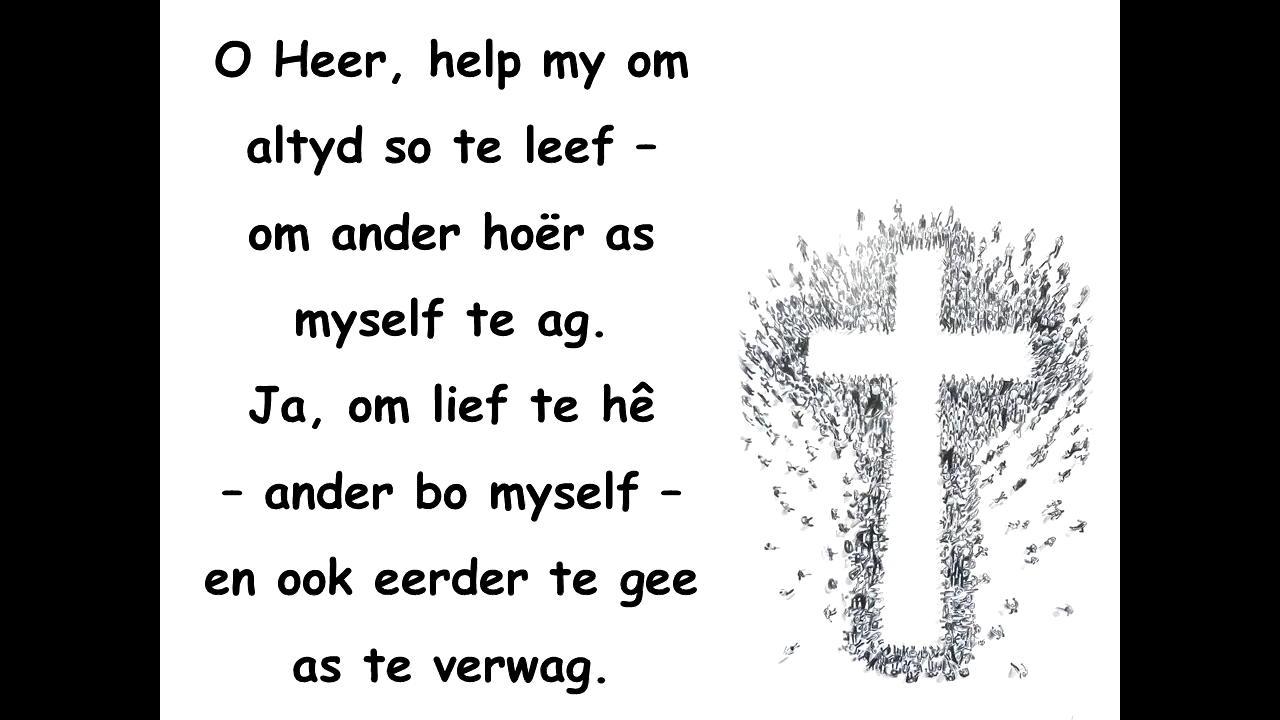 O Heer, help my om
altyd so te leef –
om ander hoër as
myself te ag.
Ja, om lief te hê
– ander bo myself –
en ook eerder te gee
as te verwag.